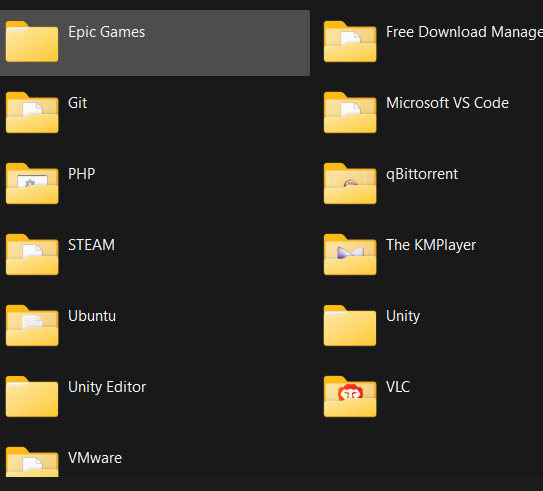 Epic Games
Free Download Manage
Git
Microsoft VS Code
PHP
qBittorrent
STEAM
The KMPlayer
Ubuntu
Unity
Unity Editor
VLC
VMware